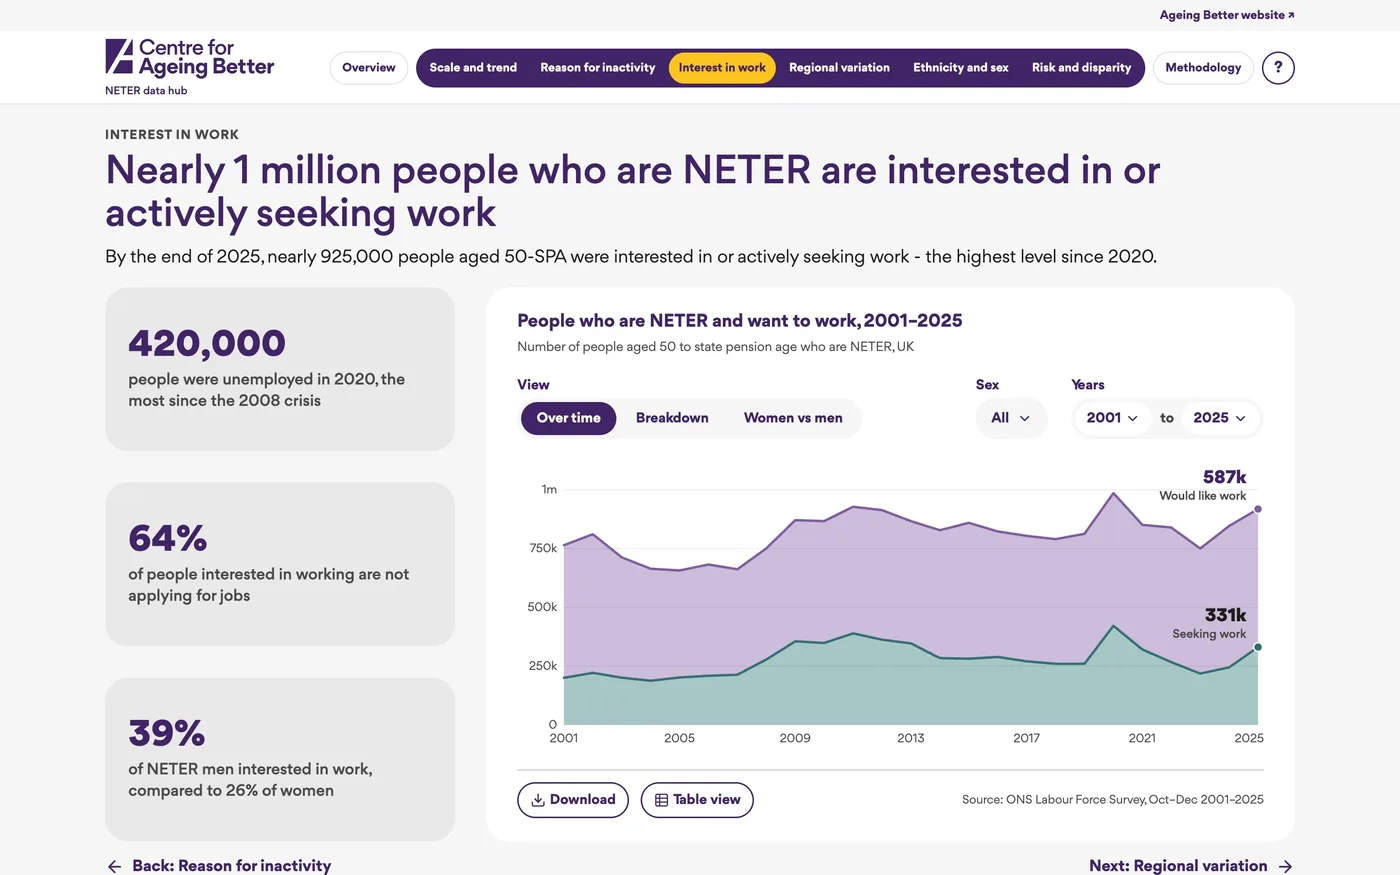 Ageing Better website ↗
Centre for
Ageing Better
NETER data hub
Overview
Scale and trend
Reason for inactivity
Interest in work
Regional variation
Ethnicity and sex
Risk and disparity
Methodology
?
INTEREST IN WORK
Nearly 1 million people who are NETER are interested in or
actively seeking work
By the end of 2025, nearly 925,000 people aged 50-SPA were interested in or actively seeking work - the highest level since 2020.
420,000
people were unemployed in 2020, the
most since the 2008 crisis
64%
of people interested in working are not
applying for jobs
39%
of NETER men interested in work,
compared to 26% of women
People who are NETER and want to work, 2001–2025
Number of people aged 50 to state pension age who are NETER, UK
View
Sex
Years
Over time
Breakdown
Women vs men
All
2001
to
2025
587k
Would like work
331k
Seeking work
1m
750k
500k
250k
0
2001
2005
2009
2013
2017
2021
2025
Download
Table view
Source: ONS Labour Force Survey, Oct–Dec 2001–2025
← Back: Reason for inactivity
Next: Regional variation →